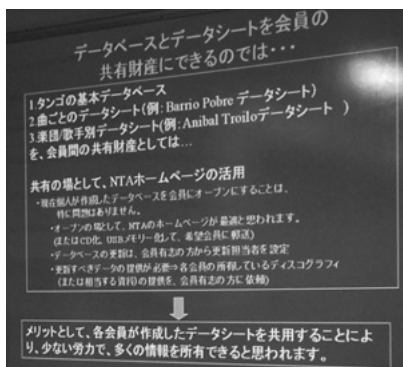 データベースとデータシートを会員の
共有財産にできるのでは・・・
1.タンゴの基本データベース
2.曲ごとのデータシート(例：Barrio Pobre データシート)
3.楽団/歌手別データシート(例：Anibal Troiloデータシート )
を、会員間の共有財産としては…
共有の場として、NTAホームページの活用
・現在個人が作成したデータベースを会員にオープンにすることは、
特に問題はありません。
・オープンの場として、NTAのホームページが最適と思われます。
(またはCD化、USBメモリー化して、希望会員に郵送)
・データベースの更新は、会員有志の方から更新担当者を設定
・更新すべきデータの提供が必要⇒各会員の所有しているディスコグラフィ
(または相当する資料)の提供を、会員有志の方に依頼)
メリットとして、各会員が作成したデータシートを共用することによ
り、少ない労力で、多くの情報を所有できると思われます。